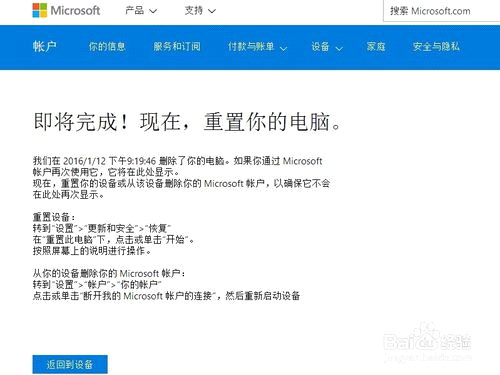 Microsoft 产品 支持 搜索 Microsoft.com
帐户 你的信息 服务和订阅 付款与账单 设备 家庭 安全与隐私
即将完成！现在，重置你的电脑。
我们在 2016/1/12 下午9:19:46 删除了你的电脑。如果你通过 Microsoft
帐户再次使用它，它将在此处显示。
现在，重置你的设备或从该设备删除你的 Microsoft 帐户，以确保它不会
在此处再次显示。
重置设备：
转到“设置”>“更新和安全”>“恢复”
在“重置此电脑”下，点击或单击“开始”。
按照屏幕上的说明进行操作。
从你的设备删除你的 Microsoft 帐户：
转到“设置”>“帐户”>“你的帐户”
点击或单击“断开我的 Microsoft 帐户的连接”，然后重新启动设备
返回到设备
Baidu 经验
jingyan.baidu.com